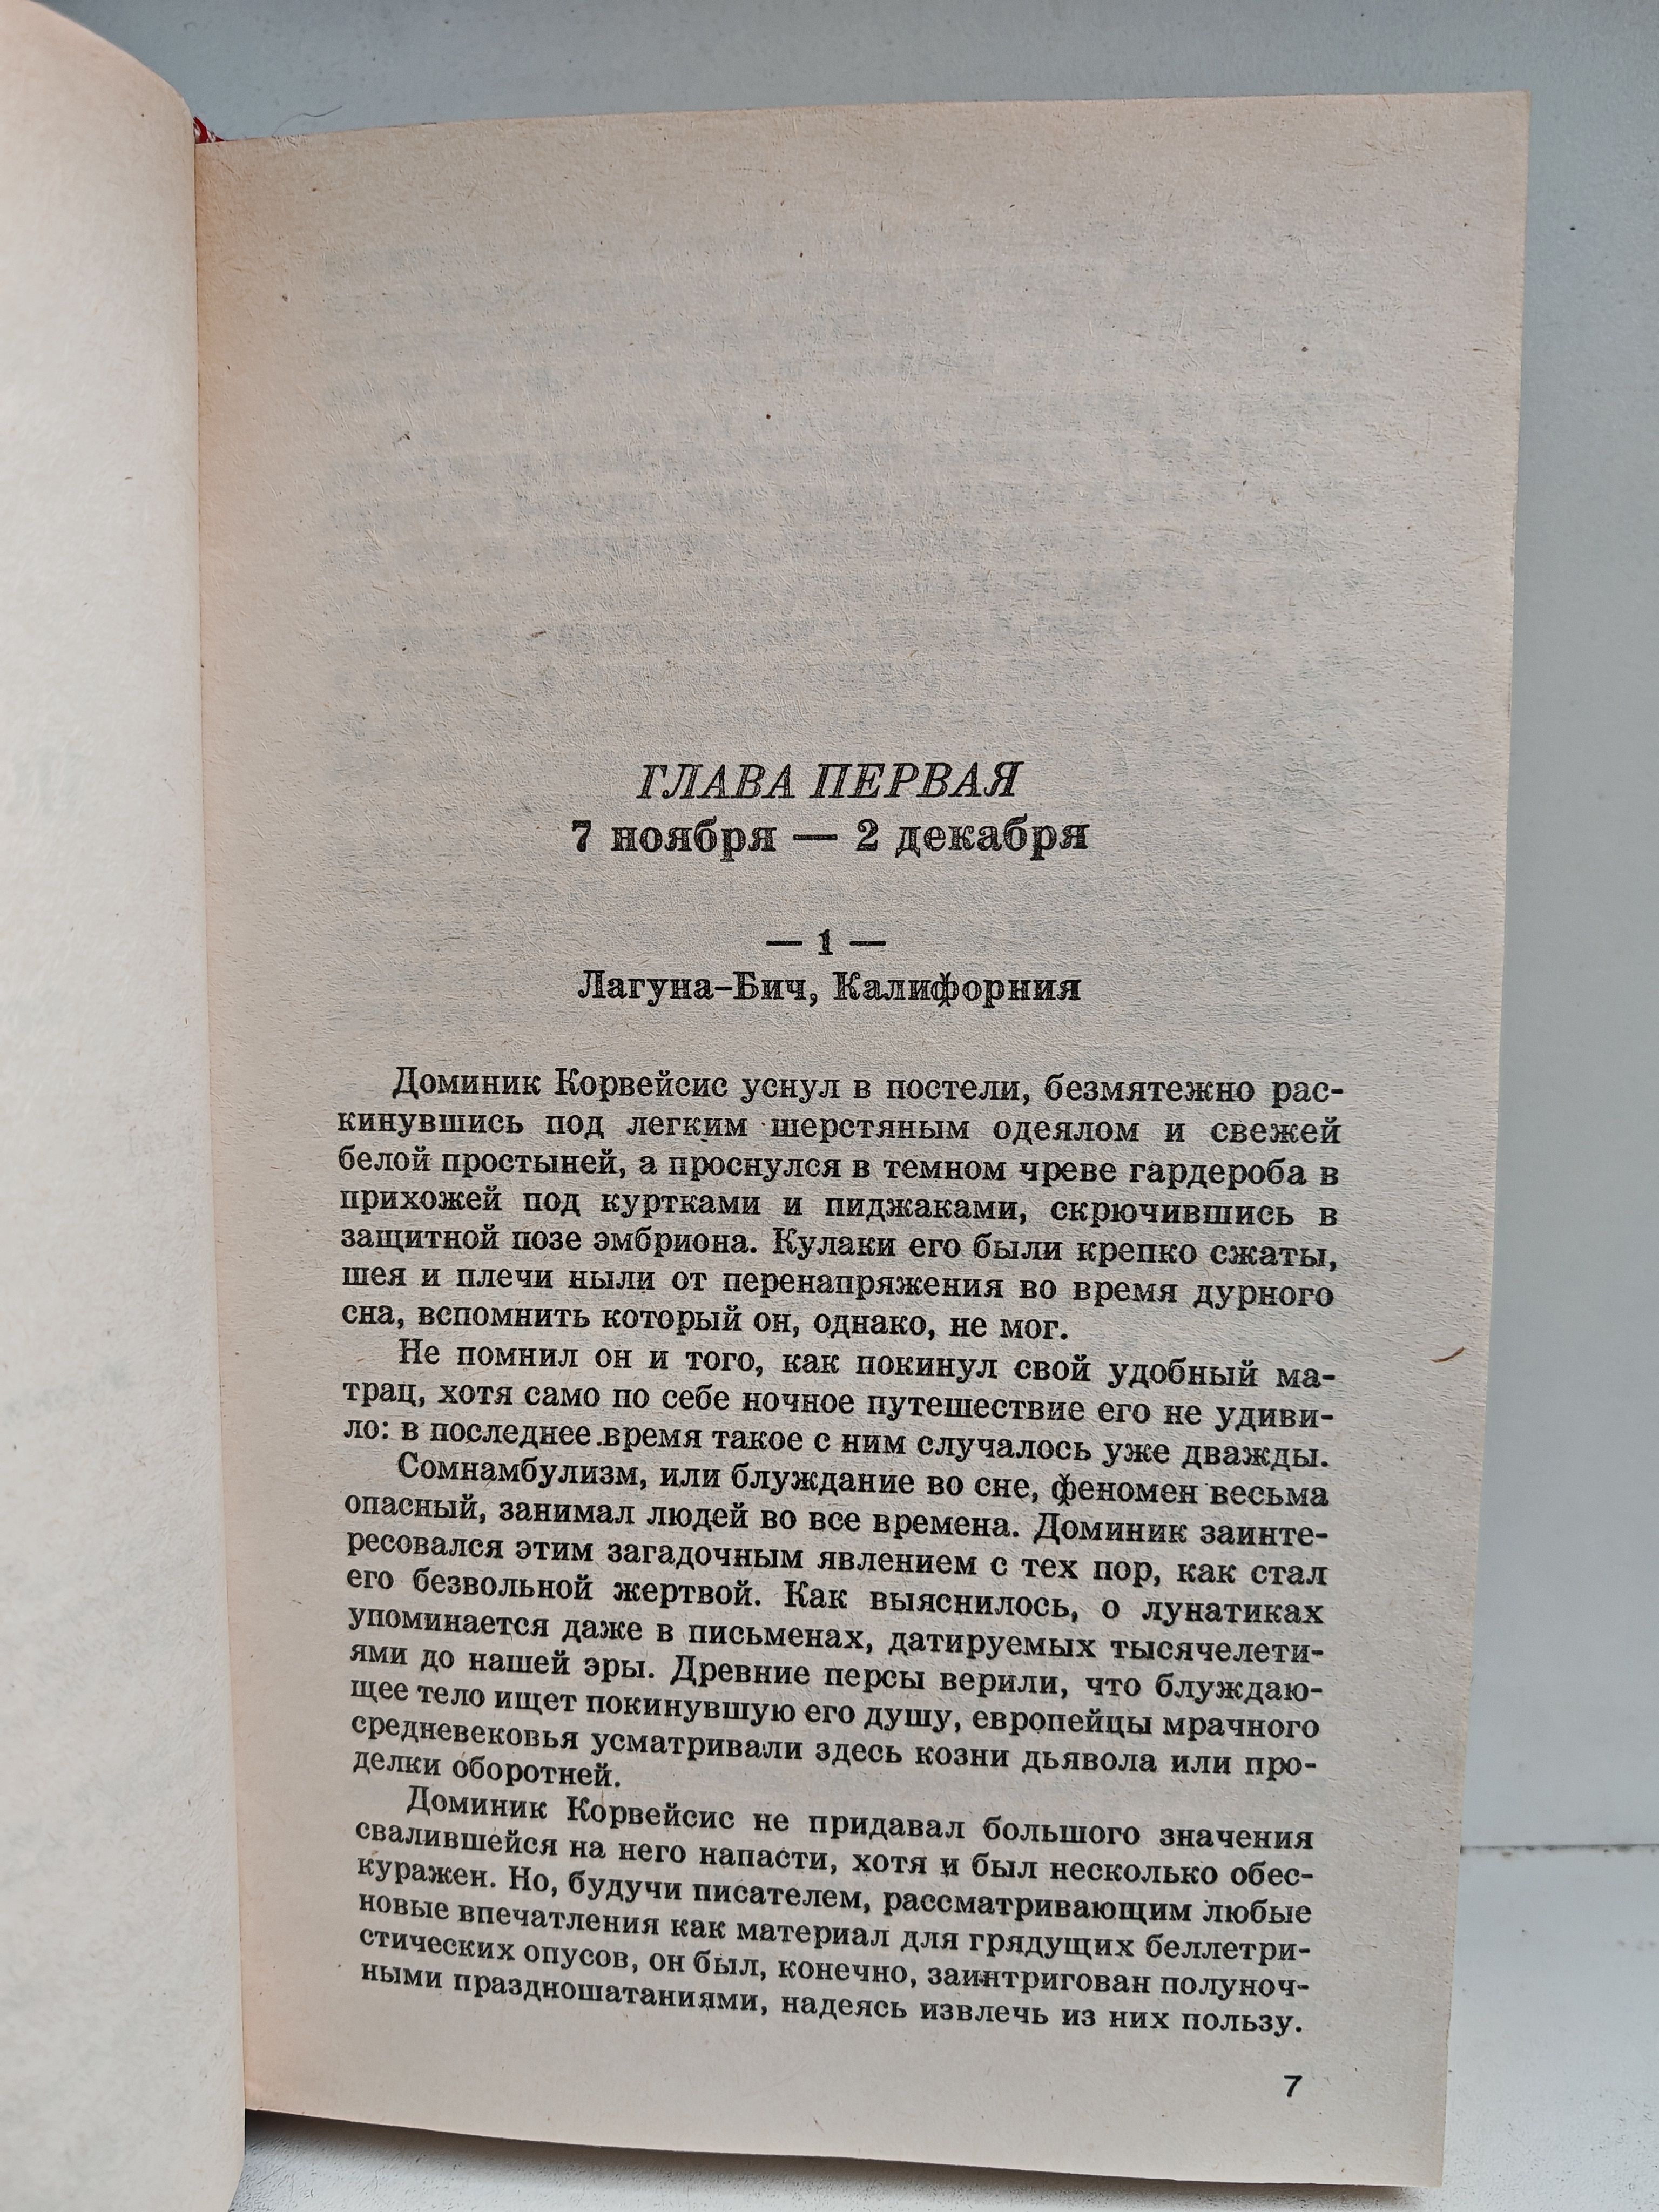 ГЛАВА ПЕРВАЯ
7 ноября — 2 декабря
— 1 —
Лагуна-Бич, Калифорния
Доминик Корвейсис уснул в постели, безмятежно рас-
кинувшись под легким шерстяным одеялом и свежей
белой простыней, а проснулся в темном чреве гардероба в
прихожей под куртками и пиджаками, скрючившись в
защитной позе эмбриона. Кулаки его были крепко сжаты,
шея и плечи ныли от перенапряжения во время дурного
сна, вспомнить который он, однако, не мог.
Не помнил он и того, как покинул свой удобный ма-
трац, хотя само по себе ночное путешествие его не удиви-
ло: в последнее время такое с ним случалось уже дважды.
Сомнамбулизм, или блуждание во сне, феномен весьма
опасный, занимал людей во все времена. Доминик заинте-
ресовался этим загадочным явлением с тех пор, как стал
его безвольной жертвой. Как выяснилось, о лунатиках
упоминается даже в письменах, датируемых тысячелети-
ями до нашей эры. Древние персы верили, что блуждаю-
щее тело ищет покинувшую его душу, европейцы мрачного
средневековья усматривали здесь козни дьявола или про-
делки оборотней.
Доминик Корвейсис не придавал большого значения
свалившейся на него напасти, хотя и был несколько обес-
куражен. Но, будучи писателем, рассматривающим любые
новые впечатления как материал для грядущих беллетри-
стических опусов, он был, конечно, заинтригован полуноч-
ными праздношатаниями, надеясь извлечь из них пользу.
7